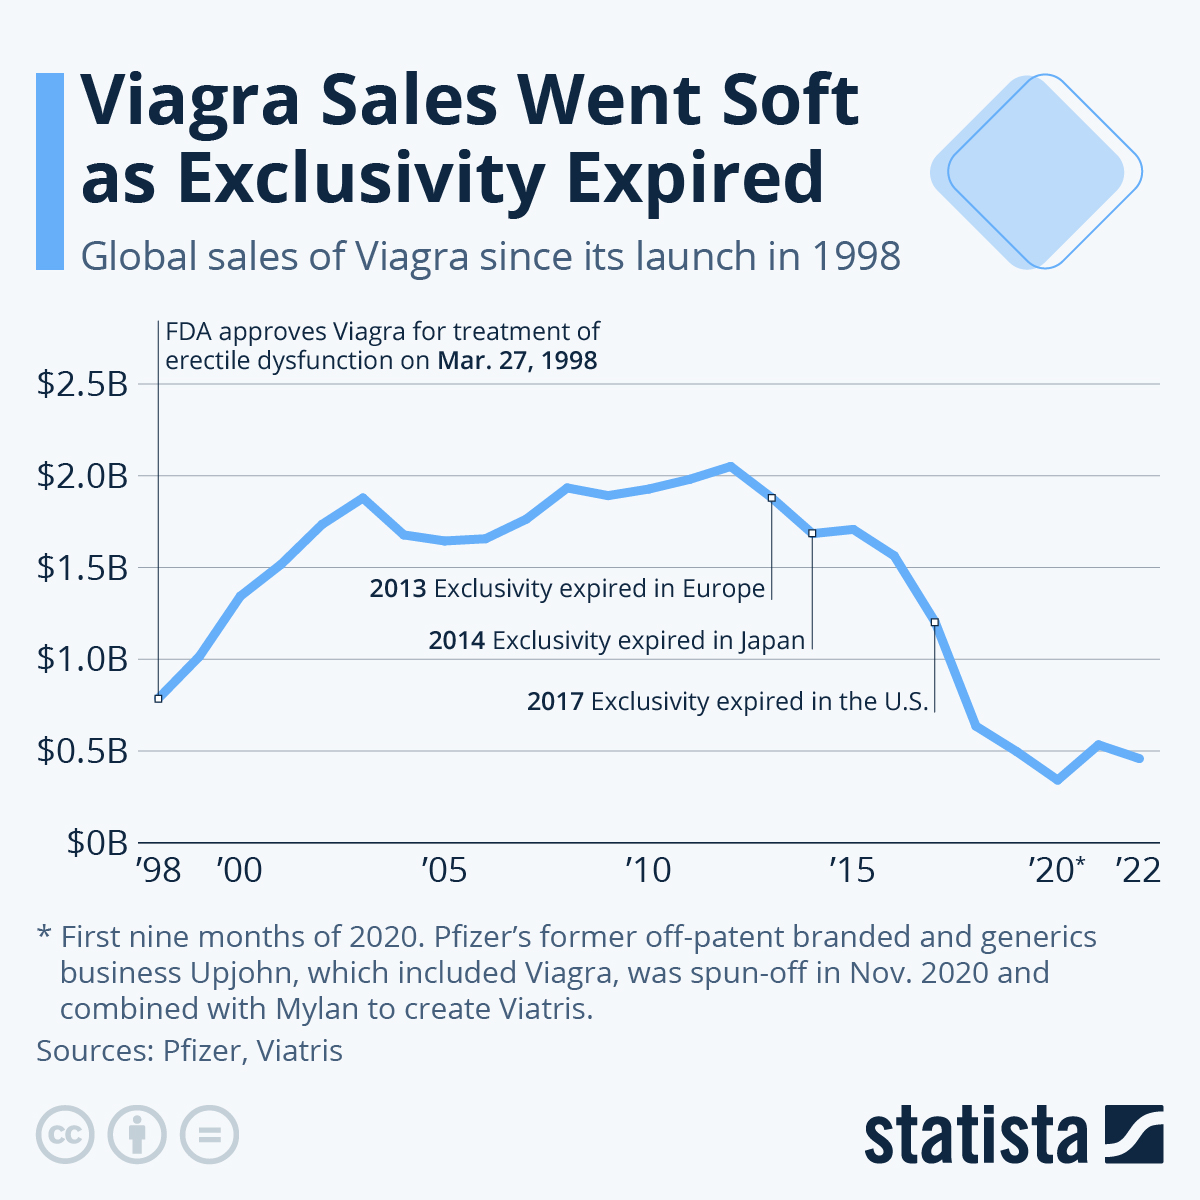 Viagra Sales Went Soft
as Exclusivity Expired
Global sales of Viagra since its launch in 1998
FDA approves Viagra for treatment of
erectile dysfunction on Mar. 27, 1998
$2.5B
$2.0B
$1.5B
2013 Exclusivity expired in Europe
2014 Exclusivity expired in Japan
$1.0B
2017 Exclusivity expired in the U.S.
$0.5B
$0B
’98 ’00 ’05 ’10 ’15 ’20* ’22
* First nine months of 2020. Pfizer’s former off-patent branded and generics
business Upjohn, which included Viagra, was spun-off in Nov. 2020 and
combined with Mylan to create Viatris.
Sources: Pfizer, Viatris
cc
statista